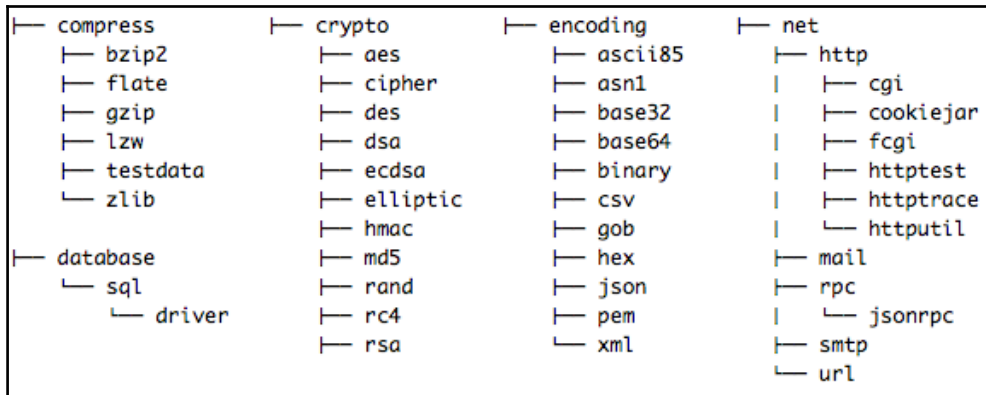 ├── compress
├── bzip2
├── flate
├── gzip
├── lzw
├── testdata
└── zlib
├── database
└── sql
└── driver
├── crypto
├── aes
├── cipher
├── des
├── dsa
├── ecdsa
├── elliptic
├── hmac
├── md5
├── rand
├── rc4
├── rsa
├── encoding
├── ascii85
├── asn1
├── base32
├── base64
├── binary
├── csv
├── gob
├── hex
├── json
├── pem
└── xml
├── net
├── http
| ├── cgi
| ├── cookiejar
| ├── fcgi
| ├── httptest
| ├── httptrace
| └── httputil
├── mail
├── rpc
| └── jsonrpc
├── smtp
└── url